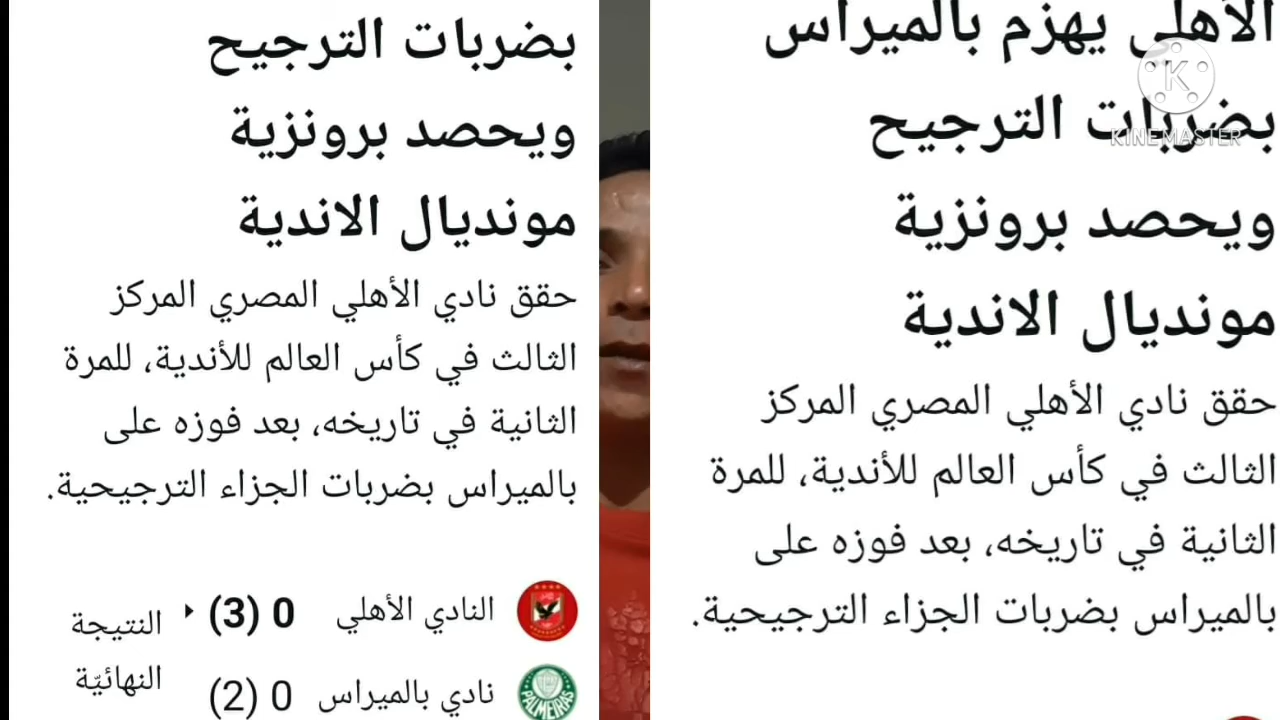 بضربات الترجيح
ويحصد برونزية
مونديال الاندية
حقق نادي الأهلي المصري المركز
الثالث في كأس العالم للأندية، للمرة
الثانية في تاريخه، بعد فوزه على
بالميراس بضربات الجزاء الترجيحية.
النادي الأهلي 0 (3)
نادي بالميراس 0 (2)
النتيجة
النهائيّة
PALMEIRAS
الأهلي يهزم بالميراس
بضربات الترجيح
ويحصد برونزية
مونديال الاندية
حقق نادي الأهلي المصري المركز
الثالث في كأس العالم للأندية، للمرة
الثانية في تاريخه، بعد فوزه على
بالميراس بضربات الجزاء الترجيحية.
K
KINEMASTER